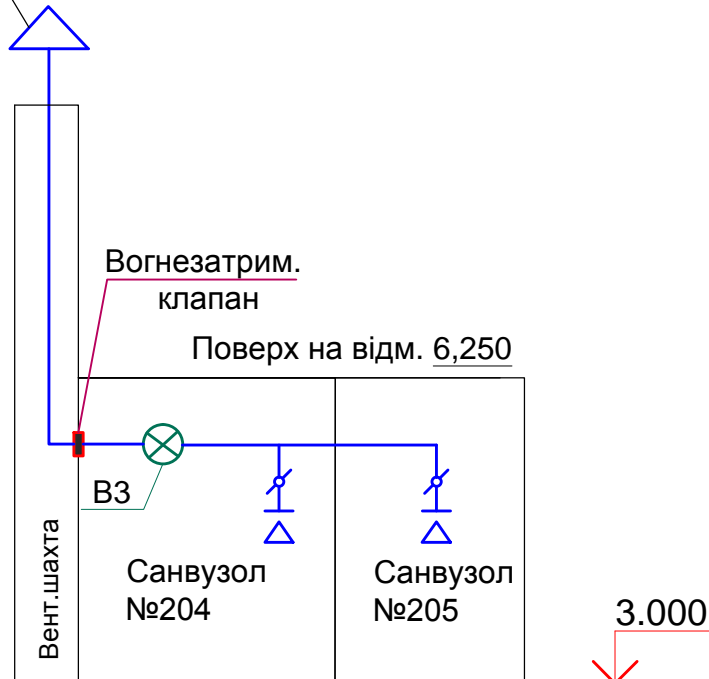 Вогнезатрим.
клапан
Поверх на відм. 6,250
В3
Вент.шахта
Санвузол
№204
Санвузол
№205
3.000